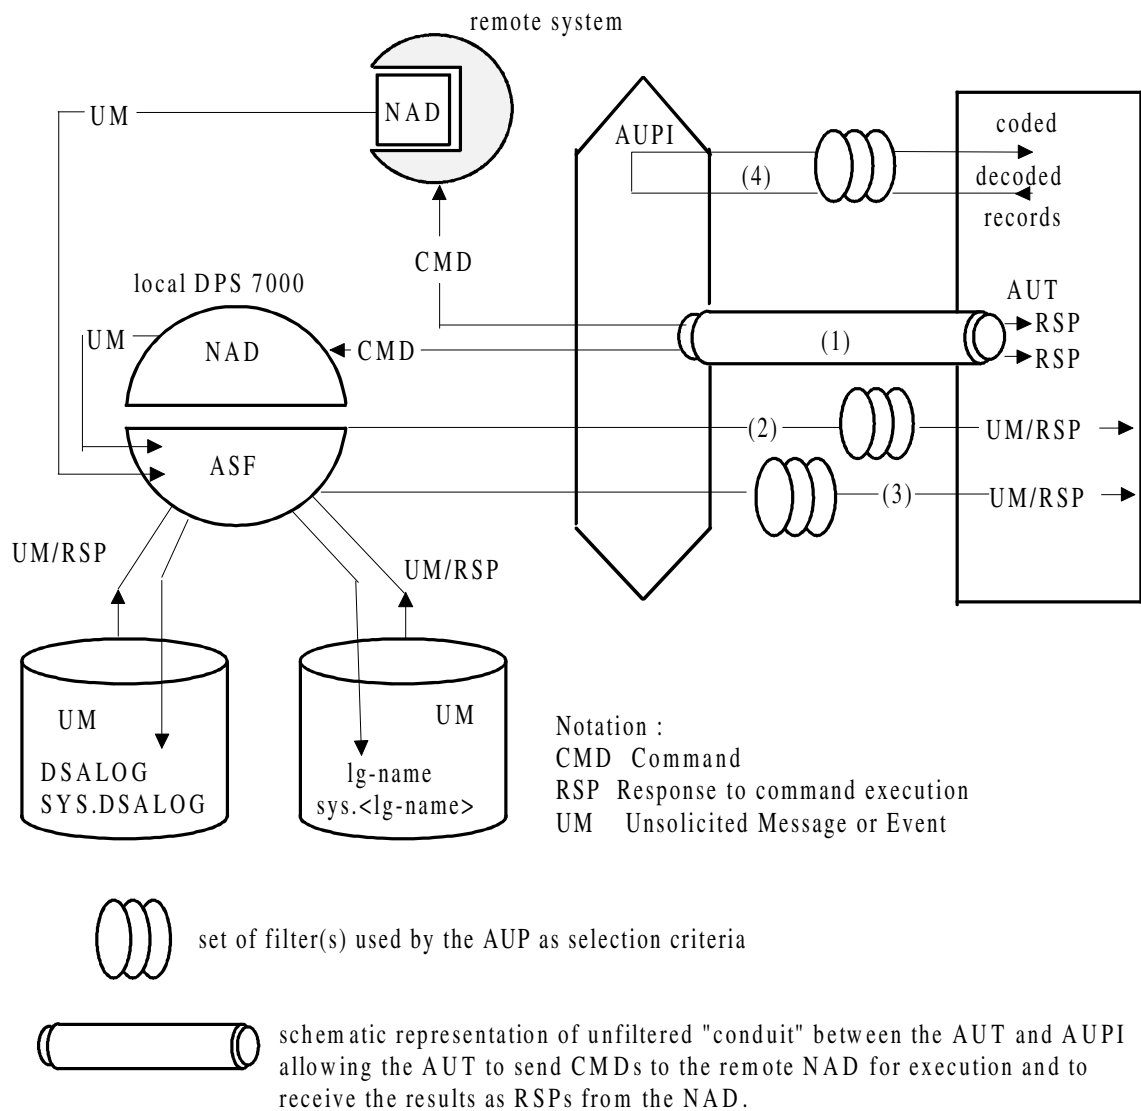 remote system
NAD
UM
AUPI
coded
(4)
decoded
records
CMD
local DPS 7000
AUT
UM
NAD
CMD
(1)
RSP
RSP
(2)
UM/RSP
ASF
(3)
UM/RSP
UM/RSP
UM/RSP
UM
DSALOG
SYS.DSALOG
UM
lg-name
sys.<lg-name>
Notation :
CMD Command
RSP Response to command execution
UM Unsolicited Message or Event
set of filter(s) used by the AUP as selection criteria
schematic representation of unfiltered "conduit" between the AUT and AUPI
allowing the AUT to send CMDs to the remote NAD for execution and to
receive the results as RSPs from the NAD.